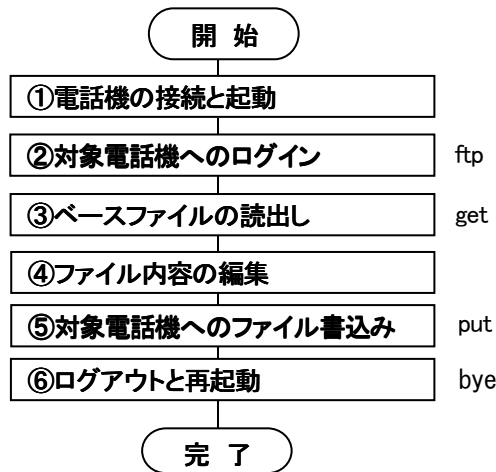 開 始
①電話機の接続と起動
②対象電話機へのログイン ftp
③ベースファイルの読出し get
④ファイル内容の編集
⑤対象電話機へのファイル書込み put
⑥ログアウトと再起動 bye
完 了